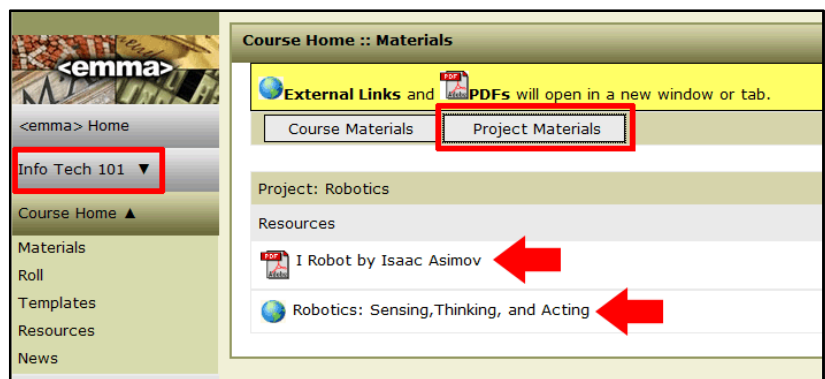 <emma>
<emma> Home
Info Tech 101 ▼
Course Home ▲
Materials
Roll
Templates
Resources
News
Course Home :: Materials
External Links and PDFs will open in a new window or tab.
Course Materials
Project Materials
Project: Robotics
Resources
I Robot by Isaac Asimov
Robotics: Sensing,Thinking, and Acting